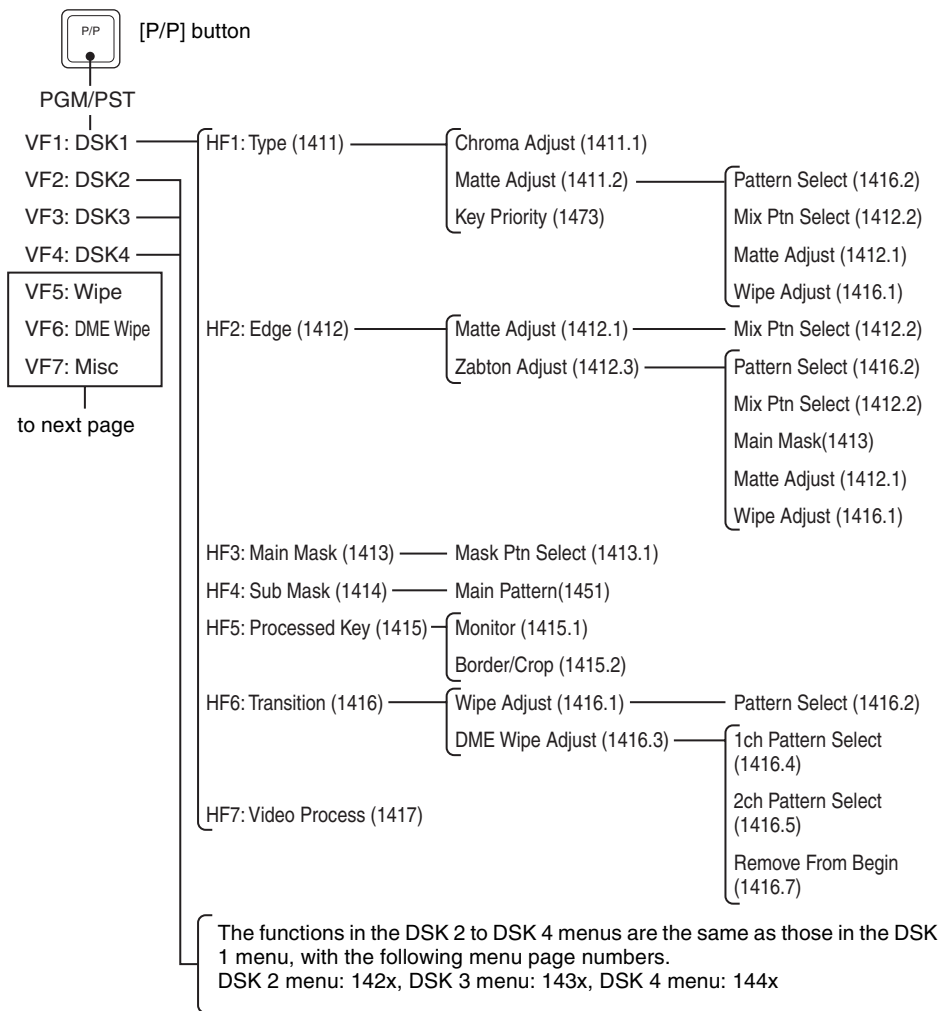 P/P
[P/P] button
PGM/PST
VF1: DSK1
VF2: DSK2
VF3: DSK3
VF4: DSK4
VF5: Wipe
VF6: DME Wipe
VF7: Misc
to next page
HF1: Type (1411)
Chroma Adjust (1411.1)
Matte Adjust (1411.2)
Key Priority (1473)
Pattern Select (1416.2)
Mix Ptn Select (1412.2)
Matte Adjust (1412.1)
Wipe Adjust (1416.1)
HF2: Edge (1412)
Matte Adjust (1412.1)
Mix Ptn Select (1412.2)
Zabton Adjust (1412.3)
Pattern Select (1416.2)
Mix Ptn Select (1412.2)
Main Mask(1413)
Matte Adjust (1412.1)
Wipe Adjust (1416.1)
HF3: Main Mask (1413)
Mask Ptn Select (1413.1)
HF4: Sub Mask (1414)
Main Pattern(1451)
HF5: Processed Key (1415)
Monitor (1415.1)
Border/Crop (1415.2)
HF6: Transition (1416)
Wipe Adjust (1416.1)
Pattern Select (1416.2)
DME Wipe Adjust (1416.3)
1ch Pattern Select
(1416.4)
2ch Pattern Select
(1416.5)
Remove From Begin
(1416.7)
HF7: Video Process (1417)
The functions in the DSK 2 to DSK 4 menus are the same as those in the DSK
1 menu, with the following menu page numbers.
DSK 2 menu: 142x, DSK 3 menu: 143x, DSK 4 menu: 144x